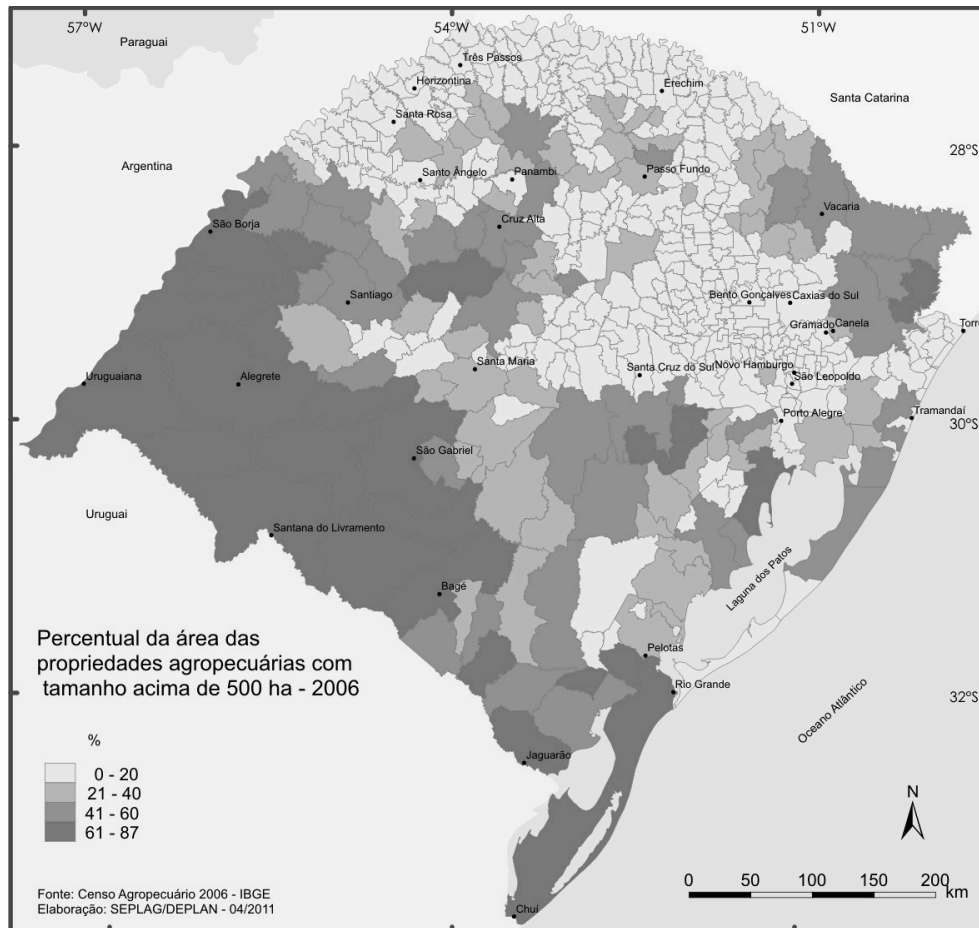 57°W 54°W 51°W
Paraguai
Três Passos
Horizontina
Erechim
Santa Catarina
Santa Rosa
28°S
Argentina
Santo Ângelo
Panambi
Passo Fundo
Vacaria
São Borja
Cruz Alta
Santiago
Bento Gonçalves
Caxias do Sul
Gramado
Canela
Torr
Santa Maria
Santa Cruz do Sul
Novo Hamburgo
Uruguaiana
Alegrete
São Leopoldo
Porto Alegre
Tramandaí
30°S
São Gabriel
Uruguai
Santana do Livramento
Laguna dos Patos
Bagé
Percentual da área das
propriedades agropecuárias com
tamanho acima de 500 ha - 2006
Pelotas
Rio Grande
Oceano Atlântico
32°S
%
0 - 20
21 - 40
41 - 60
61 - 87
Jaguarão
N
0 50 100 150 200
km
Fonte: Censo Agropecuário 2006 - IBGE
Elaboração: SEPLAG/DEPLAN - 04/2011
Chuí